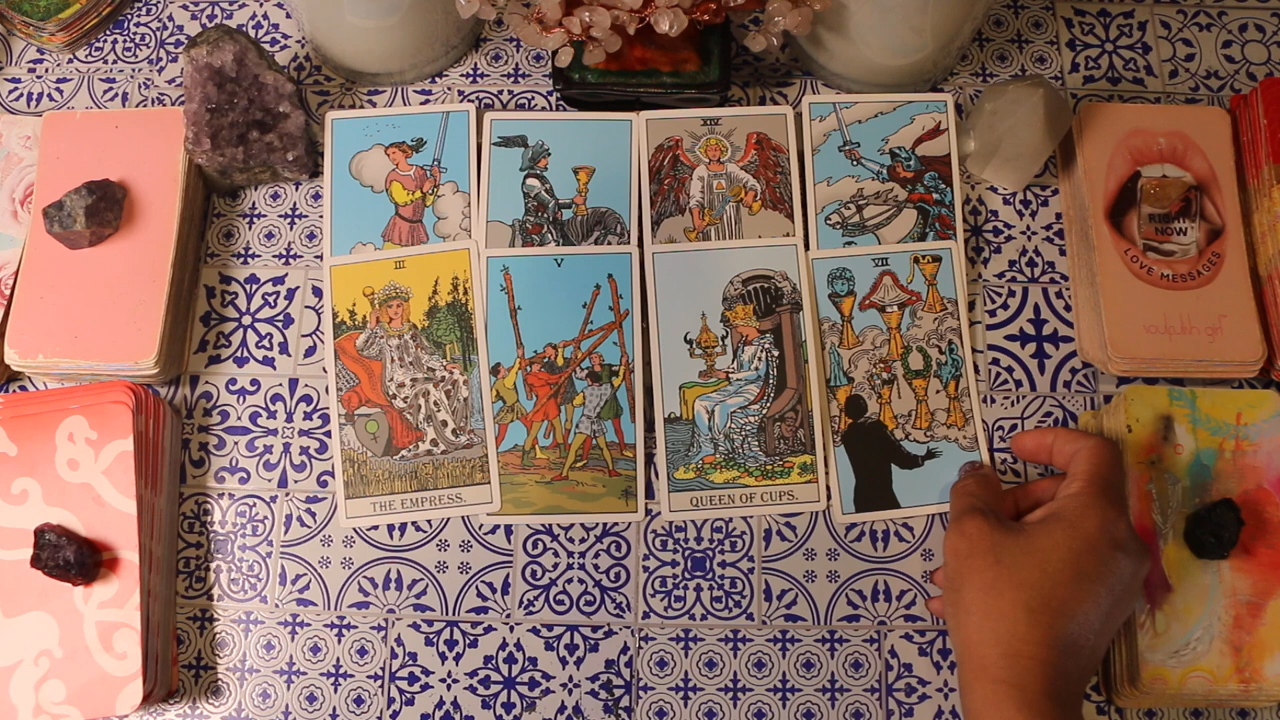 XIV
III
V
VII
RIGHT
NOW
LOVE MESSAGES
THE EMPRESS.
QUEEN OF CUPS.